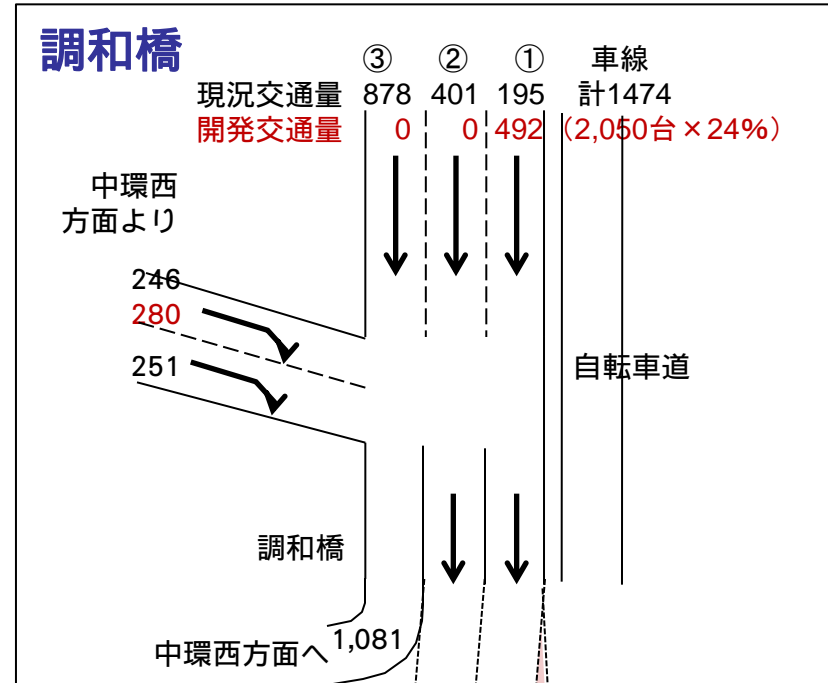 調和橋
③ ② ① 車線
現況交通量 878 401 195 計1474
開発交通量 0 0 492 (2,050台×24%)
中環西
方面より
246
280
251
自転車道
調和橋
中環西方面へ 1,081